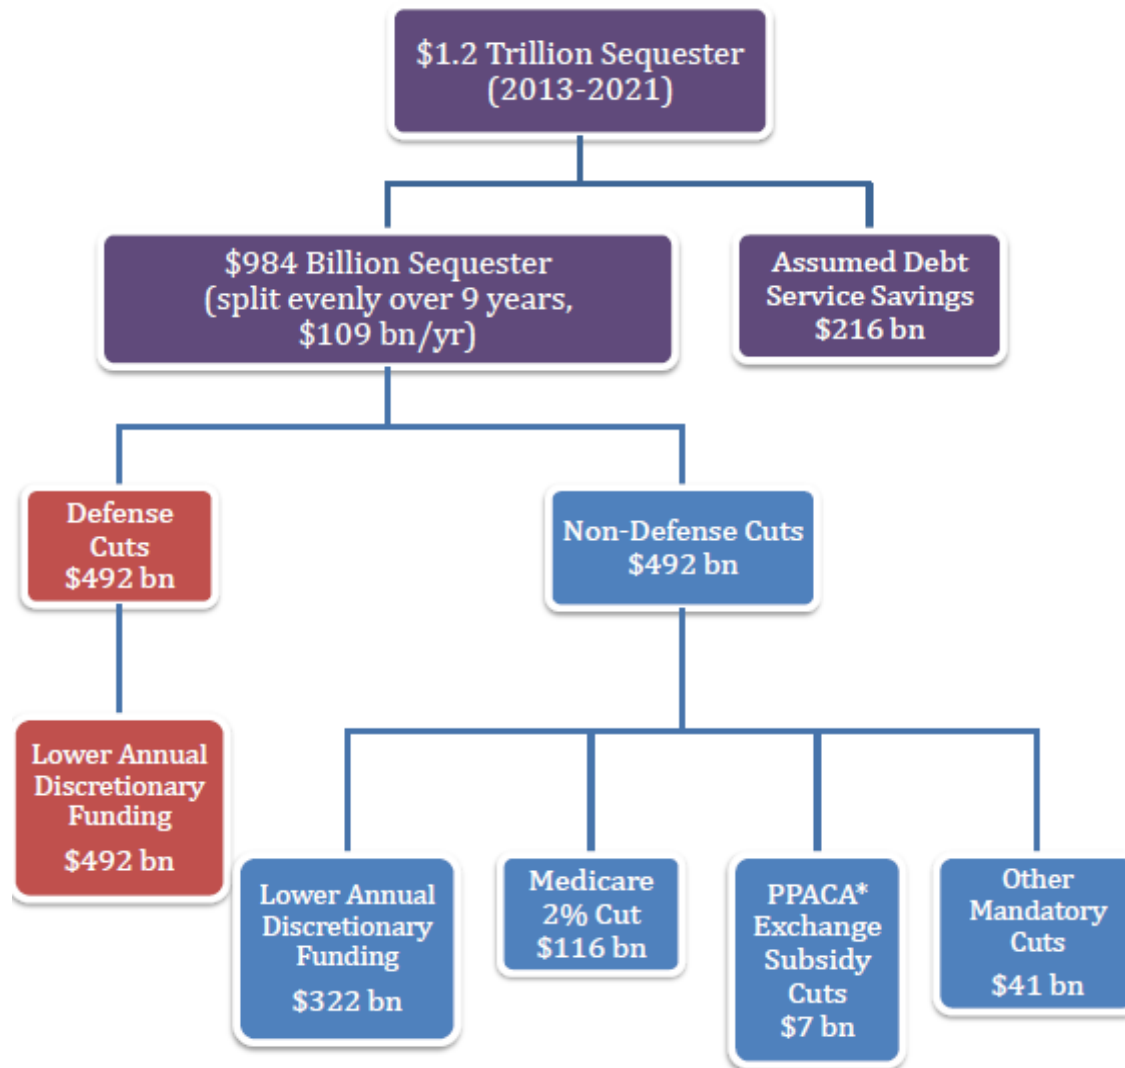 $1.2 Trillion Sequester
(2013-2021)
$984 Billion Sequester
(split evenly over 9 years,
$109 bn/yr)
Assumed Debt
Service Savings
$216 bn
Defense
Cuts
$492 bn
Non-Defense Cuts
$492 bn
Lower Annual
Discretionary
Funding
$492 bn
Lower Annual
Discretionary
Funding
$322 bn
Medicare
2% Cut
$116 bn
PPACA*
Exchange
Subsidy
Cuts
$7 bn
Other
Mandatory
Cuts
$41 bn